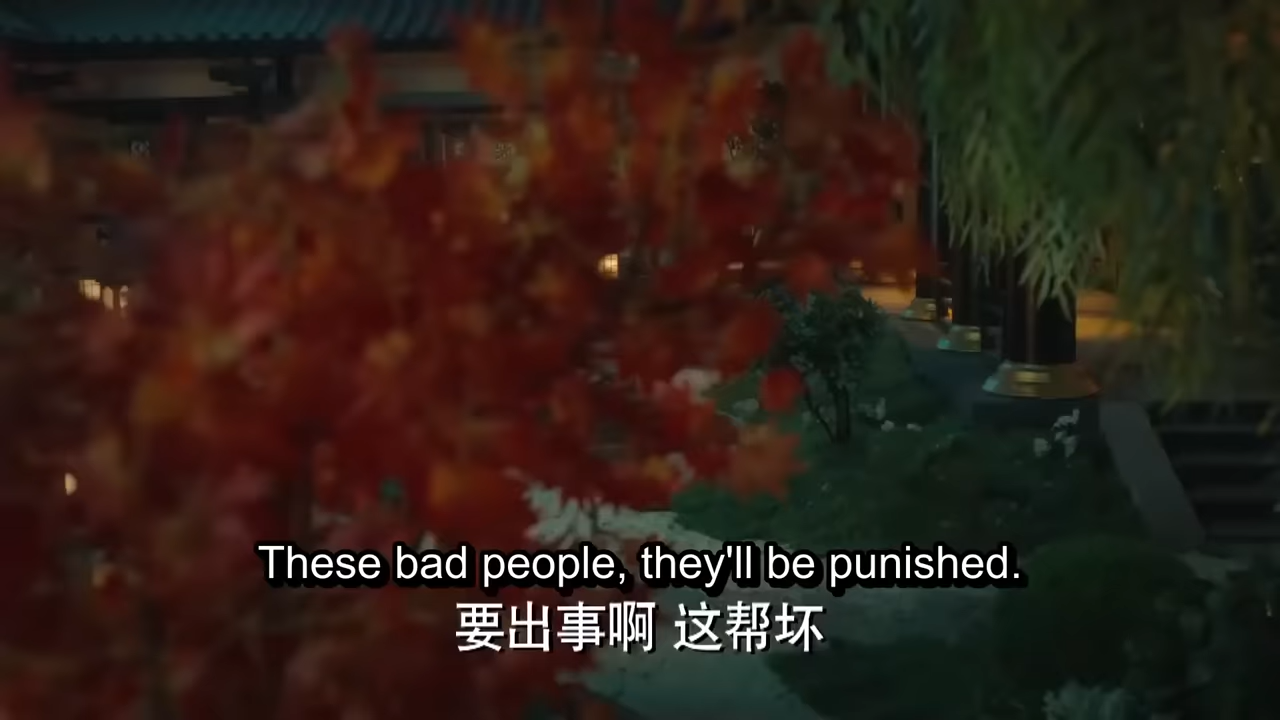 These bad people, they'll be punished.
要出事啊 这帮坏